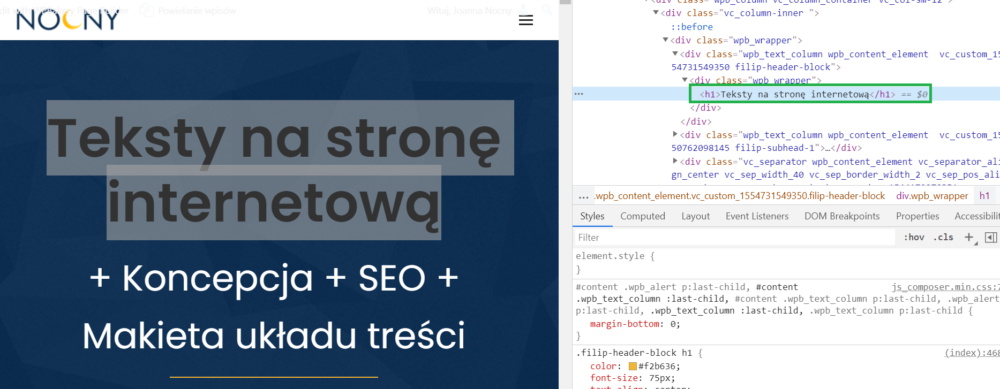 dit with WPBakery Page Builder
Powielanie wpisów
Witaj, Joanna Nocny
NOCNY
Teksty na stronę
internetową
+ Koncepcja + SEO +
Makieta układu treści
<div class="vc_column-inner ">
::before
<div class="wpb_wrapper">
<div class="wpb_text_column wpb_content_element  vc_custom_15
54731549350 filip-header-block">
<div class="wpb_wrapper">
... <h1>Teksty na stronę internetową</h1> == $0
</div>
</div>
<div class="wpb_text_column wpb_content_element  vc_custom_15
50762098145 filip-subhead-1">…</div>
<div class="vc_separator wpb_content_element vc_separator_ali
gn_center vc_sep_width_40 vc_sep_border_width_2 vc_sep_pos_ali
... .wpb_content_element.vc_custom_1554731549350.filip-header-block div.wpb_wrapper h1
Styles Computed Layout Event Listeners DOM Breakpoints Properties Accessibilit
Filter :hov .cls +
element.style {
}
#content .wpb_alert p:last-child, #content js_composer.min.css:7
.wpb_text_column :last-child, #content .wpb_text_column p:last-child, .wpb_alert
p:last-child, .wpb_text_column :last-child, .wpb_text_column p:last-child {
margin-bottom: 0;
}
.filip-header-block h1 { (index):468
color: #f2b636;
font-size: 75px;
text-align: center;